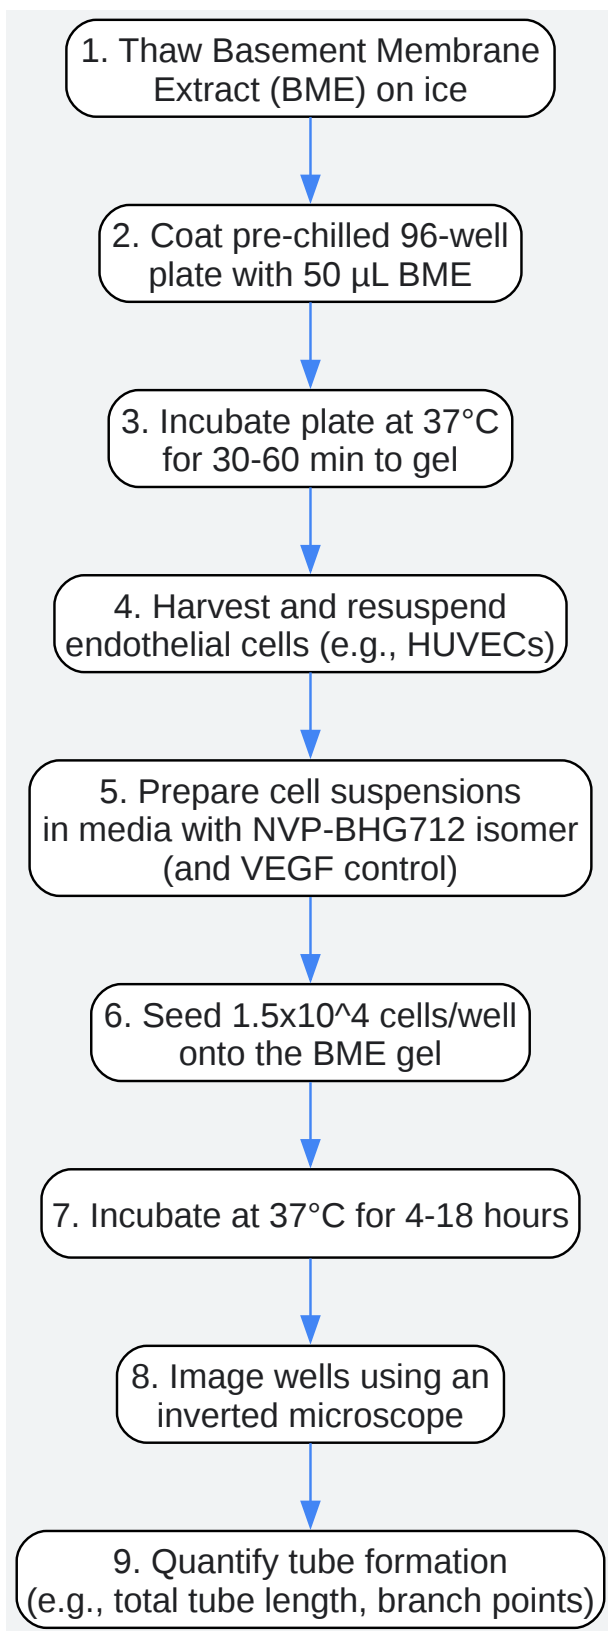 1. Thaw Basement Membrane
Extract (BME) on ice
2. Coat pre-chilled 96-well
plate with 50 µL BME
3. Incubate plate at 37°C
for 30-60 min to gel
4. Harvest and resuspend
endothelial cells (e.g., HUVECs)
5. Prepare cell suspensions
in media with NVP-BHG712 isomer
(and VEGF control)
6. Seed 1.5x10^4 cells/well
onto the BME gel
7. Incubate at 37°C for 4-18 hours
8. Image wells using an
inverted microscope
9. Quantify tube formation
(e.g., total tube length, branch points)